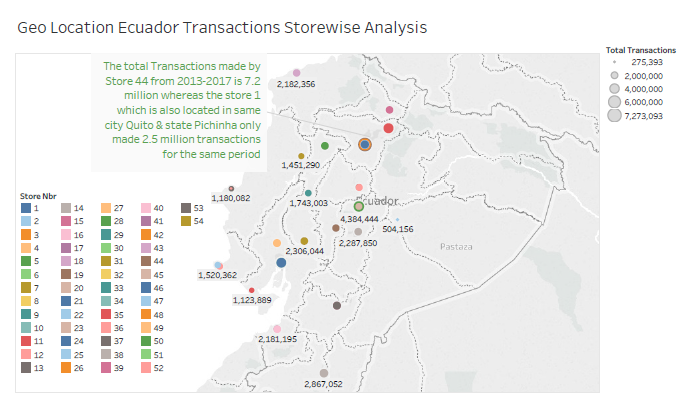 Geo Location Ecuador Transactions Storewise Analysis
The total Transactions made by
Store 44 from 2013-2017 is 7.2
million whereas the store 1
which is also located in same
city Quito & state Pichinha only
made 2.5 million transactions
for the same period
Total Transactions
275,393
2,000,000
4,000,000
6,000,000
7,273,093
2,182,356
1,451,290
1,180,082
1,743,003
Ecuador
4,384,444
504,156
2,306,044
2,287,850
Pastaza
1,520,362
1,123,889
2,181,195
2,867,052
Store Nbr
1 14 27 40 53
2 15 28 41 54
3 16 29 42
4 17 30 43
5 18 31 44
6 19 32 45
7 20 33 46
8 21 34 47
9 22 35 48
10 23 36 49
11 24 37 50
12 25 38 51
13 26 39 52